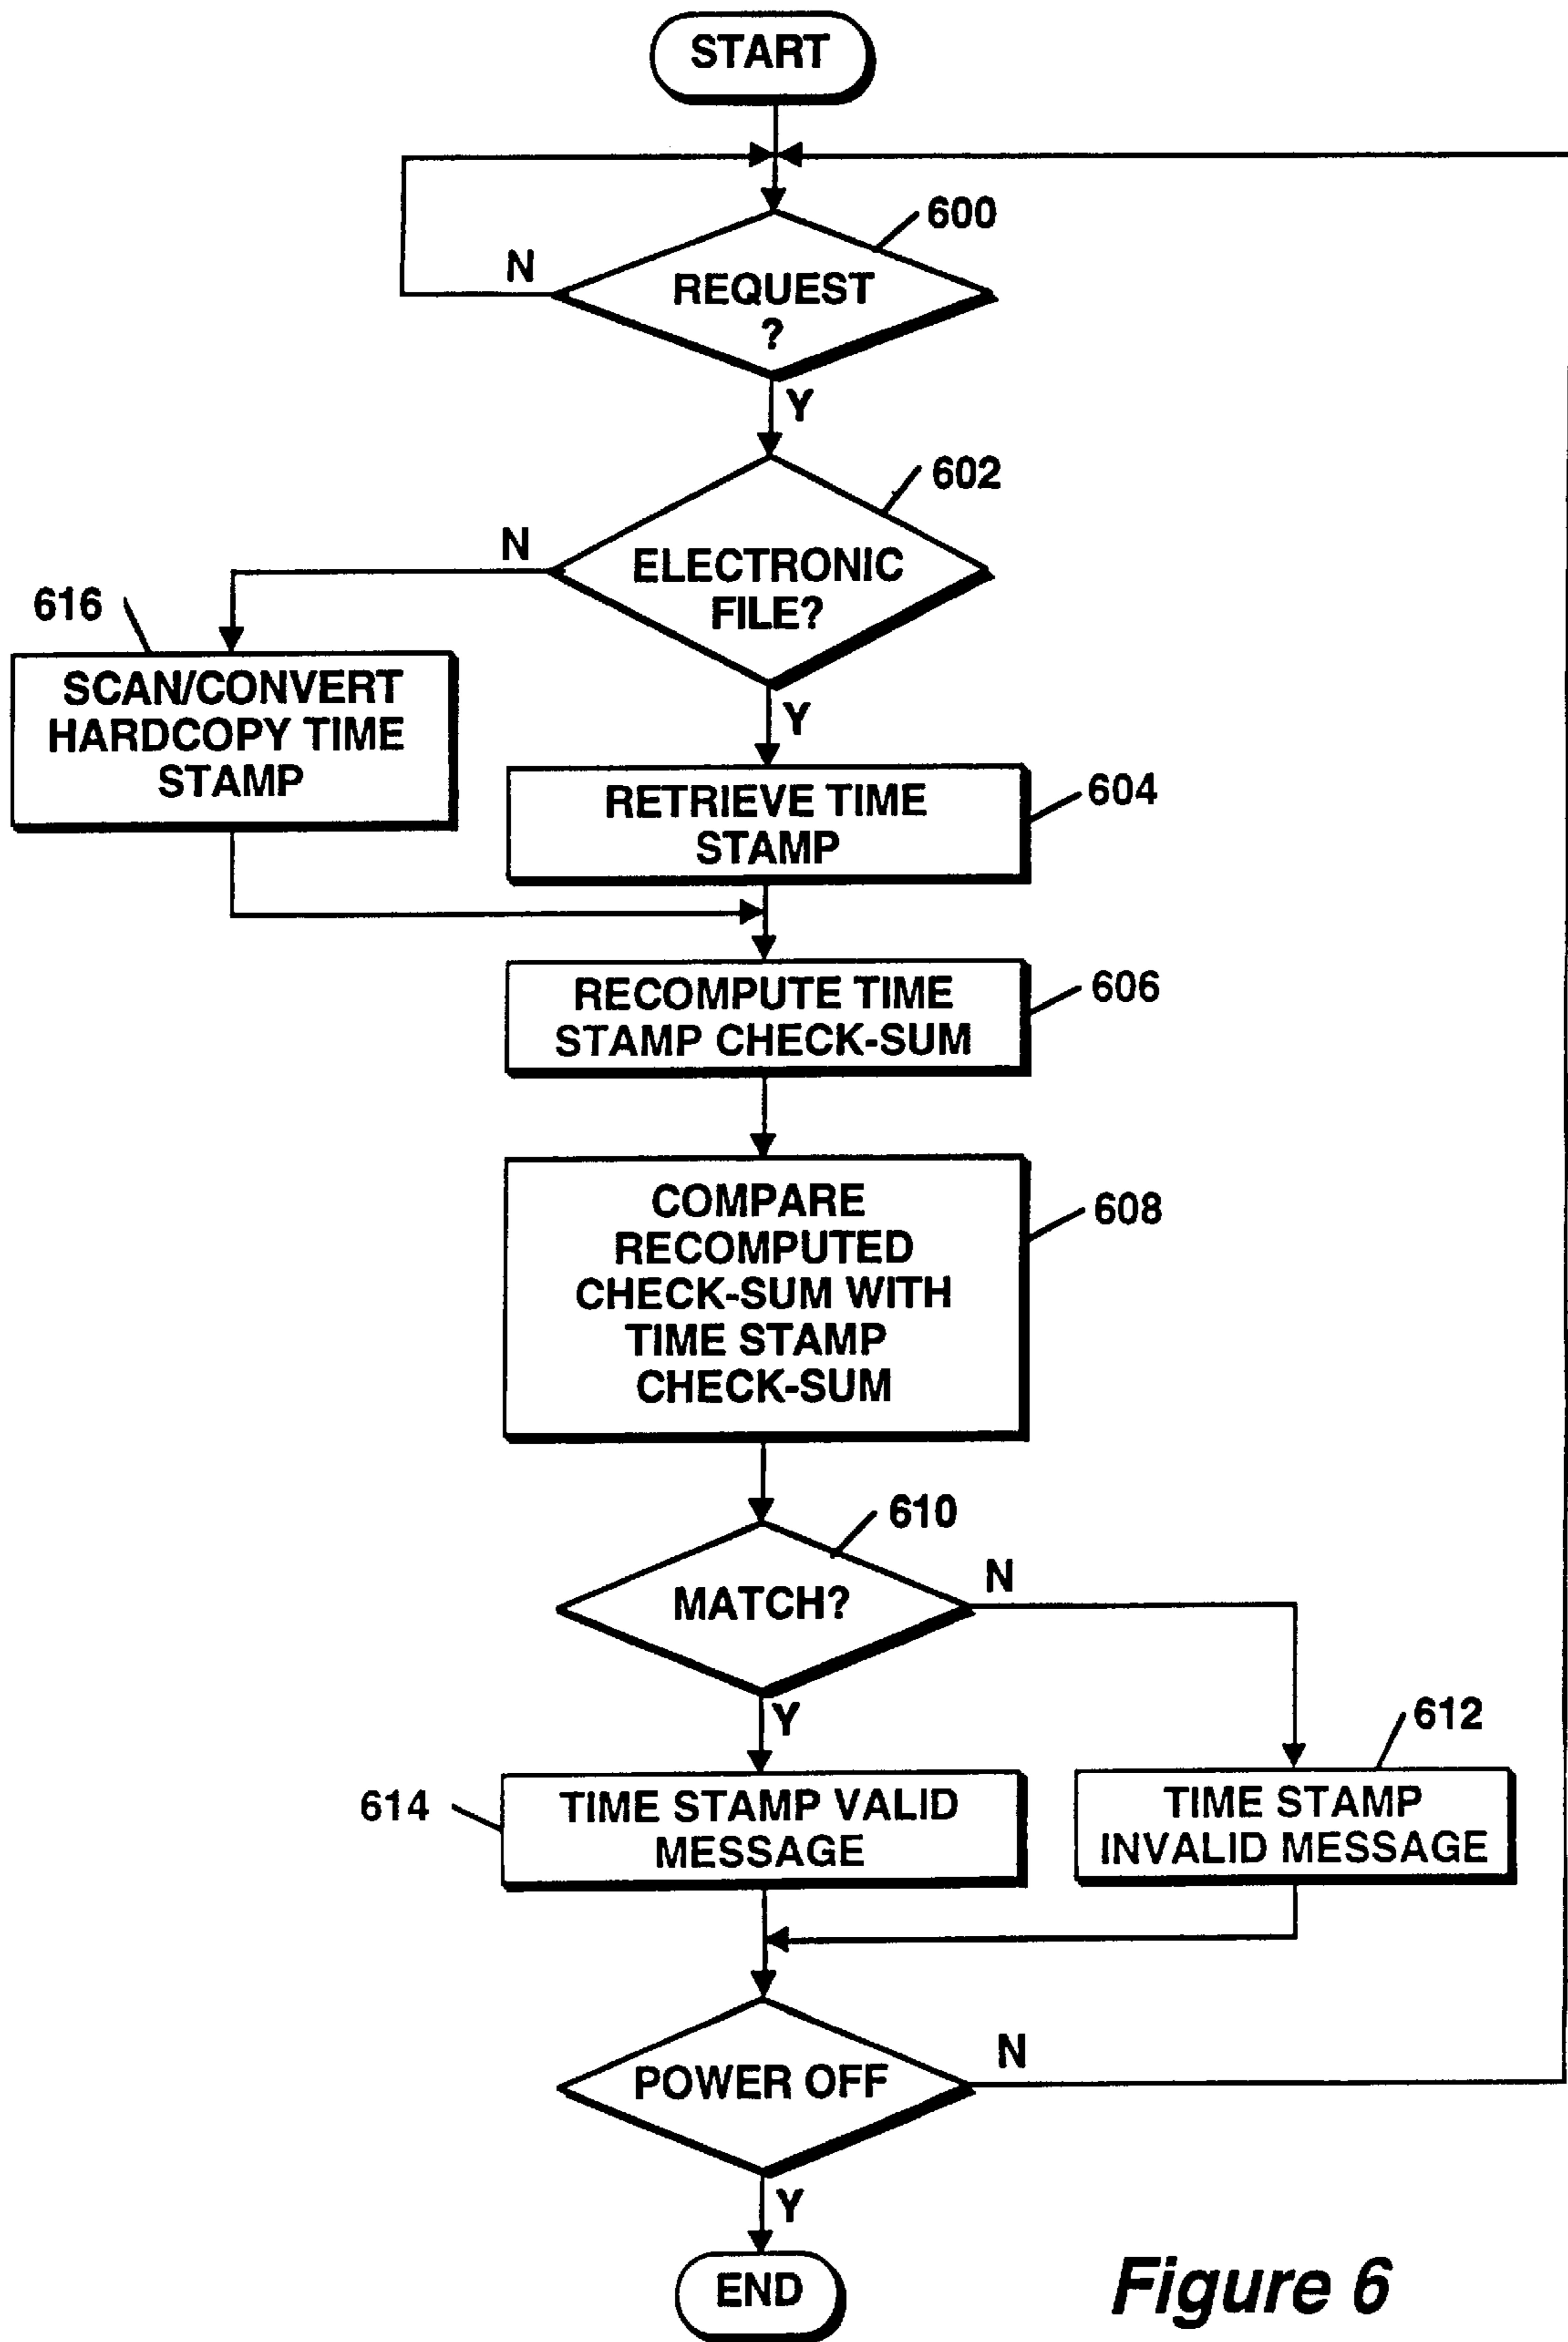 START
600
N
REQUEST
?
Y
602
N
ELECTRONIC
FILE?
616
Y
SCAN/CONVERT
HARDCOPY TIME
STAMP
604
RETRIEVE TIME
STAMP
606
RECOMPUTE TIME
STAMP CHECK-SUM
608
COMPARE
RECOMPUTED
CHECK-SUM WITH
TIME STAMP
CHECK-SUM
610
N
MATCH?
Y
612
614
TIME STAMP VALID
MESSAGE
TIME STAMP
INVALID MESSAGE
N
POWER OFF
Y
END
Figure 6